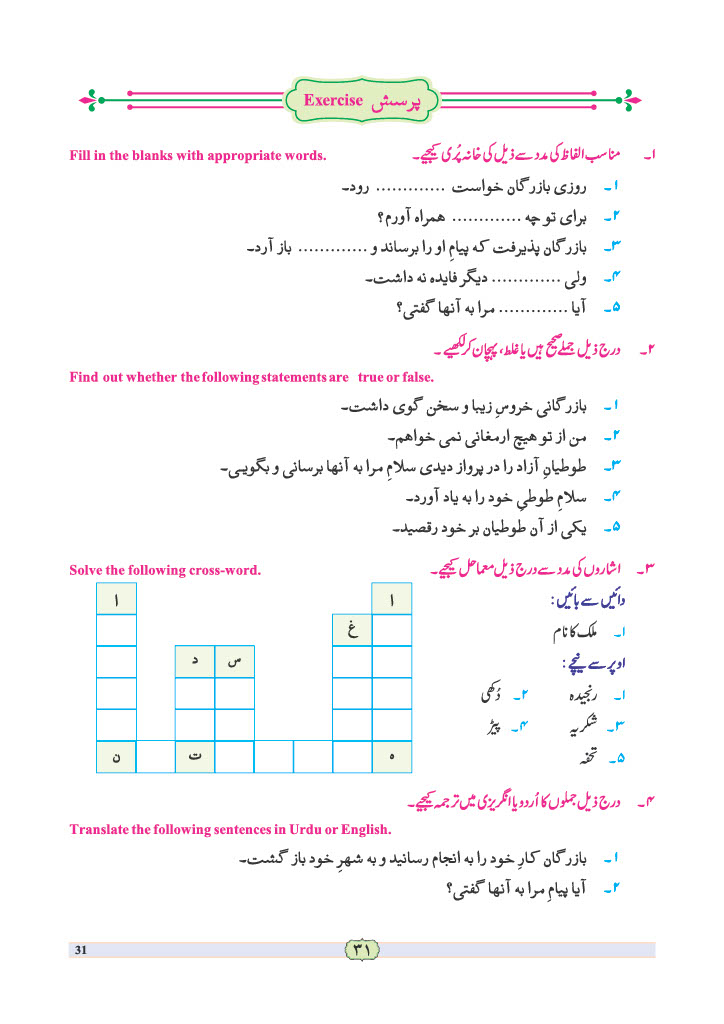 Exercise پرسش
Fill in the blanks with appropriate words. ۱۔ مناسب الفاظ کی مدد سے ذیل کی خانہ پُری کیجیے۔
۱۔ روزی بازرگان خواست ............. رود۔
۲۔ برای تو چه ............. همراه آورم؟
۳۔ بازرگان پذیرفت که پیامِ او را برساند و ............. باز آرد۔
۴۔ ولی ............. دیگر فایده نه داشت۔
۵۔ آیا ............. مرا به آنها گفتی؟
۲۔ درج ذیل جملے صحیح ہیں یا غلط، پہچان کر لکھیے۔
Find out whether the following statements are true or false.
۱۔ بازرگانی خروسِ زیبا و سخن گوی داشت۔
۲۔ من از تو هیچ ارمغانی نمی خواهم۔
۳۔ طوطیانِ آزاد را در پرواز دیدی سلامِ مرا به آنها برسانی و بگویی۔
۴۔ سلامِ طوطیِ خود را به یاد آورد۔
۵۔ یکی از آن طوطیان بر خود رقصید۔
Solve the following cross-word. ۳۔ اشاروں کی مدد سے درج ذیل معما حل کیجیے۔
دائیں سے بائیں:
۱۔ ملک کا نام
اوپر سے نیچے:
۱۔ رنجیدہ ۲۔ دُکھی
۳۔ شکریہ ۴۔ پیڑ
۵۔ تحفہ
ا ا
غ
س د
ه ت ن
۴۔ درج ذیل جملوں کا اُردو یا انگریزی میں ترجمہ کیجیے۔
Translate the following sentences in Urdu or English.
۱۔ بازرگان کارِ خود را به انجام رسانید و به شهرِ خود باز گشت۔
۲۔ آیا پیامِ مرا به آنها گفتی؟
31 ۳۱